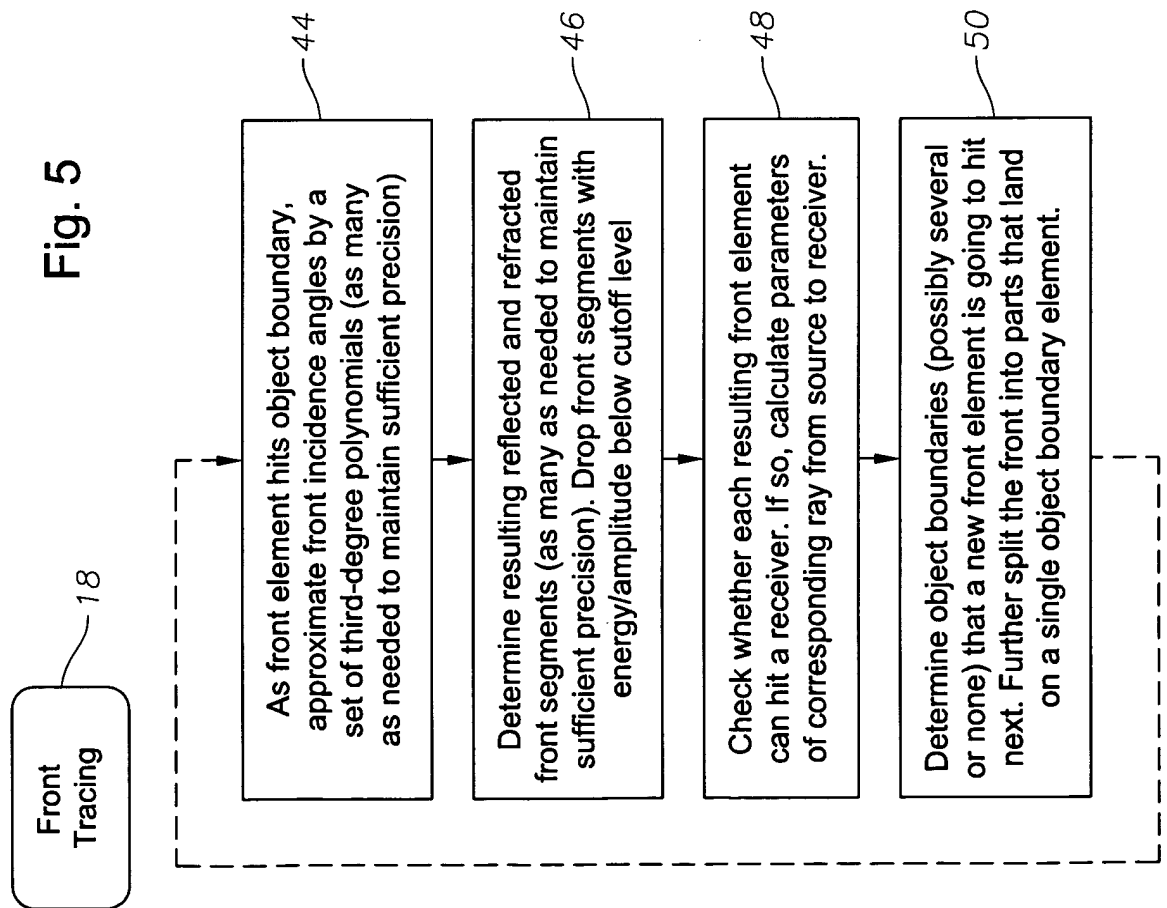 Fig. 5
Front
Tracing
18
As front element hits object boundary,
approximate front incidence angles by a
set of third-degree polynomials (as many
as needed to maintain sufficient precision)
44
Determine resulting reflected and refracted
front segments (as many as needed to maintain
sufficient precision). Drop front segments with
energy/amplitude below cutoff level
46
Check whether each resulting front element
can hit a receiver. If so, calculate parameters
of corresponding ray from source to receiver.
48
Determine object boundaries (possibly several
or none) that a new front element is going to hit
next. Further split the front into parts that land
on a single object boundary element.
50